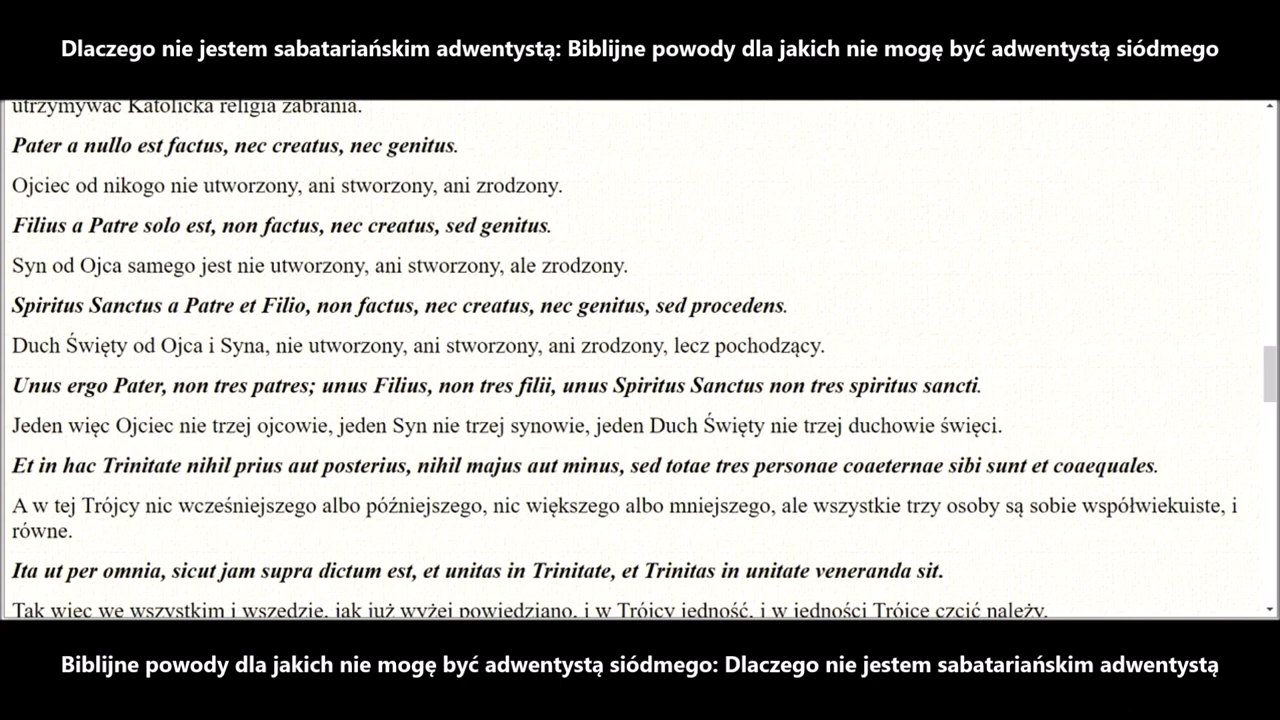 Dlaczego nie jestem sabatariańskim adwentystą: Biblijne powody dla jakich nie mogę być adwentystą siódmego
utrzymywać Katolicka religia zabrania.
Pater a nullo est factus, nec creatus, nec genitus.
Ojciec od nikogo nie utworzony, ani stworzony, ani zrodzony.
Filius a Patre solo est, non factus, nec creatus, sed genitus.
Syn od Ojca samego jest nie utworzony, ani stworzony, ale zrodzony.
Spiritus Sanctus a Patre et Filio, non factus, nec creatus, nec genitus, sed procedens.
Duch Święty od Ojca i Syna, nie utworzony, ani stworzony, ani zrodzony, lecz pochodzący.
Unus ergo Pater, non tres patres; unus Filius, non tres filii, unus Spiritus Sanctus non tres spiritus sancti.
Jeden więc Ojciec nie trzej ojcowie, jeden Syn nie trzej synowie, jeden Duch Święty nie trzej duchowie święci.
Et in hac Trinitate nihil prius aut posterius, nihil majus aut minus, sed totae tres personae coaeternae sibi sunt et coaequales.
A w tej Trójcy nic wcześniejszego albo późniejszego, nic większego albo mniejszego, ale wszystkie trzy osoby są sobie współwiekuiste, i
równe.
Ita ut per omnia, sicut jam supra dictum est, et unitas in Trinitate, et Trinitas in unitate veneranda sit.
Tak więc we wszystkim i wszędzie, jak już wyżej powiedziano, i w Trójcy jedność, i w jedności Trójcę czcić należy.
Biblijne powody dla jakich nie mogę być adwentystą siódmego: Dlaczego nie jestem sabatariańskim adwentystą